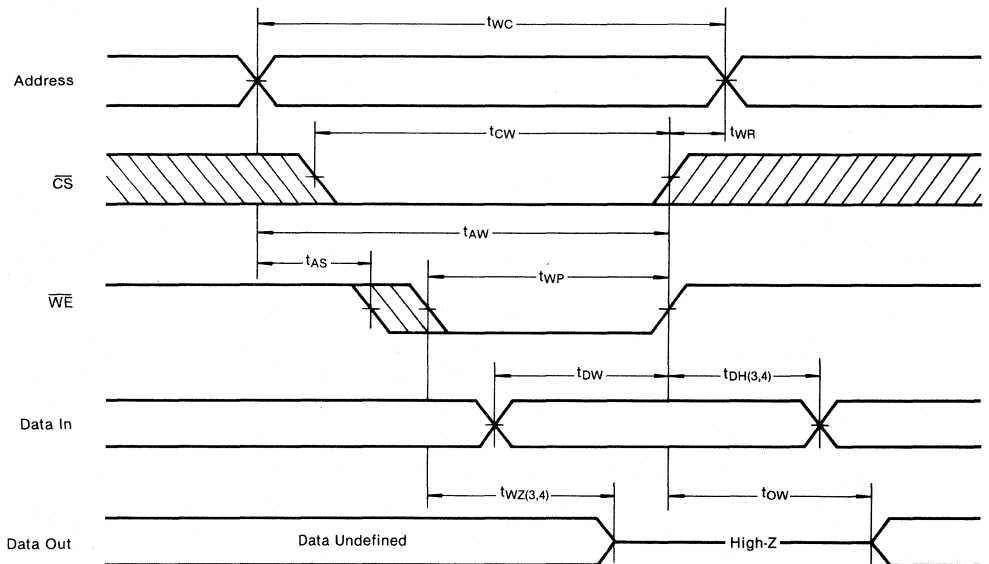 tWC
Address
tCW
tWR
CS
tAW
tAS
tWP
WE
tDW
tDH(3,4)
Data In
tWZ(3,4)
tOW
Data Out
Data Undefined
High-Z